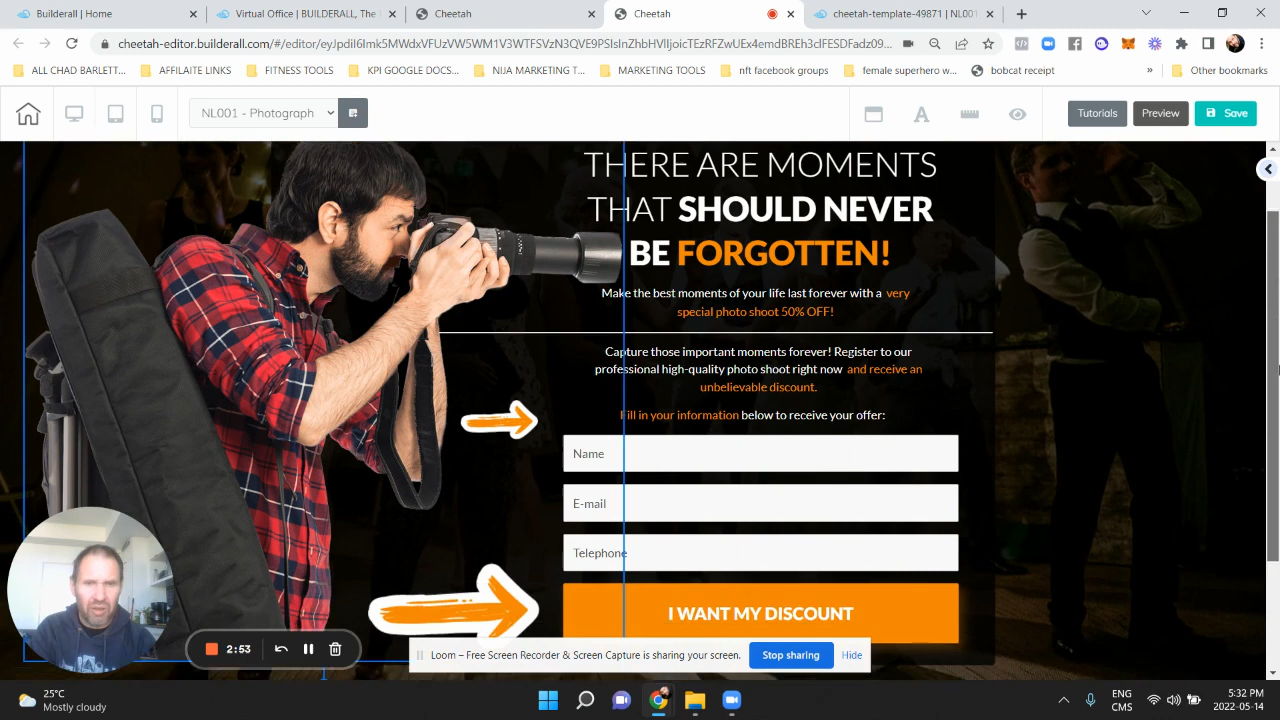 Builderall | Home
Virtual Office | BUILDERALL, The
Cheetah
Cheetah
cheetah-template-49871 | NL001
ALL CHAD BARLETT...
AFFILAITE LINKS
FITNESS TOOLS
KPI GOOGLE DOCS...
NIJA MARKETING T...
MARKETING TOOLS
nft facebook groups
female superhero w...
bobcat receipt
»
Other bookmarks
NL001 - Photograph
Tutorials
Preview
Save
THERE ARE MOMENTS
THAT SHOULD NEVER
BE FORGOTTEN!
Make the best moments of your life last forever with a very
special photo shoot 50% OFF!
Capture those important moments forever! Register to our
professional high-quality photo shoot right now and receive an
unbelievable discount.
Fill in your information below to receive your offer:
Name
E-mail
Telephone
I WANT MY DISCOUNT
2:53
Loom – Free Screen Recorder & Screen Capture is sharing your screen.
Stop sharing
Hide
25°C
Mostly cloudy
ENG
CMS
5:32 PM
2022-05-14